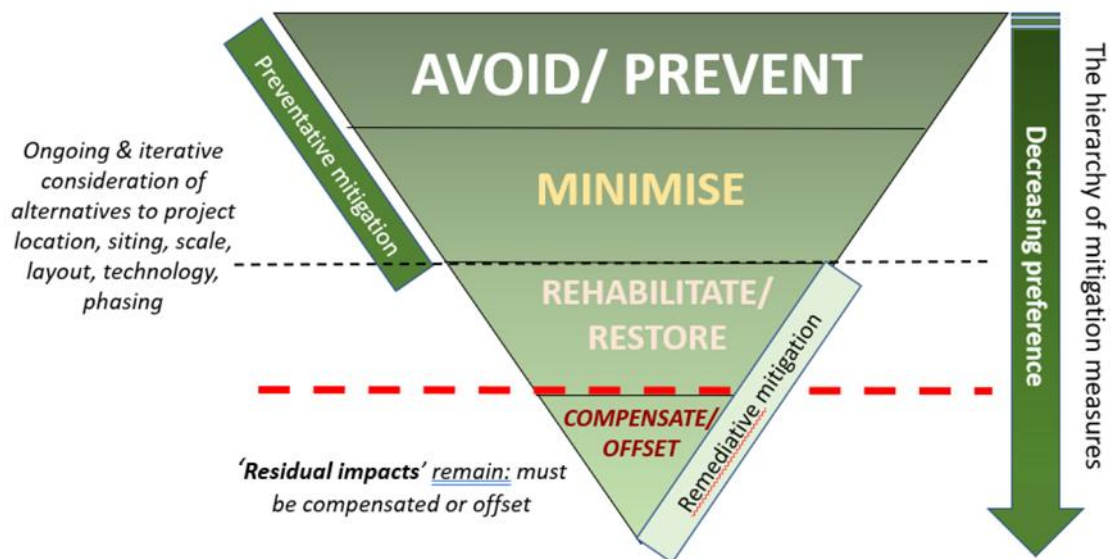 AVOID/ PREVENT
MINIMISE
REHABILITATE/
RESTORE
COMPENSATE/
OFFSET
Preventative mitigation
Remediative mitigation
Ongoing & iterative
consideration of
alternatives to project
location, siting, scale,
layout, technology,
phasing
'Residual impacts' remain: must
be compensated or offset
Decreasing preference
The hierarchy of mitigation measures